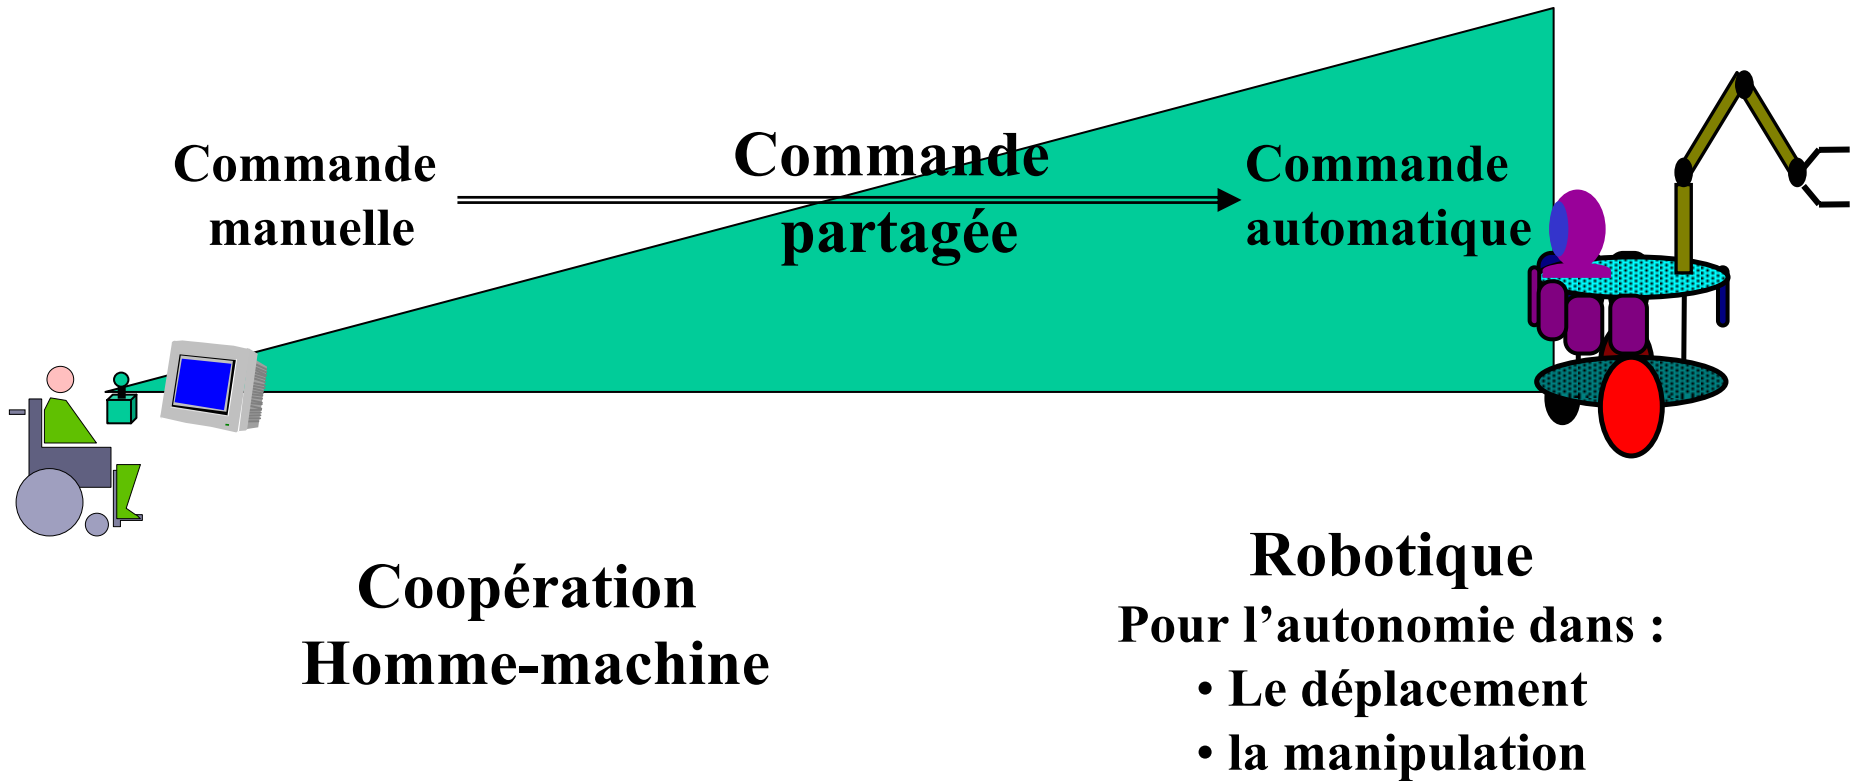 Commande
manuelle
Commande
partagée
Commande
automatique
Coopération
Homme-machine
Robotique
Pour l’autonomie dans :
• Le déplacement
• la manipulation